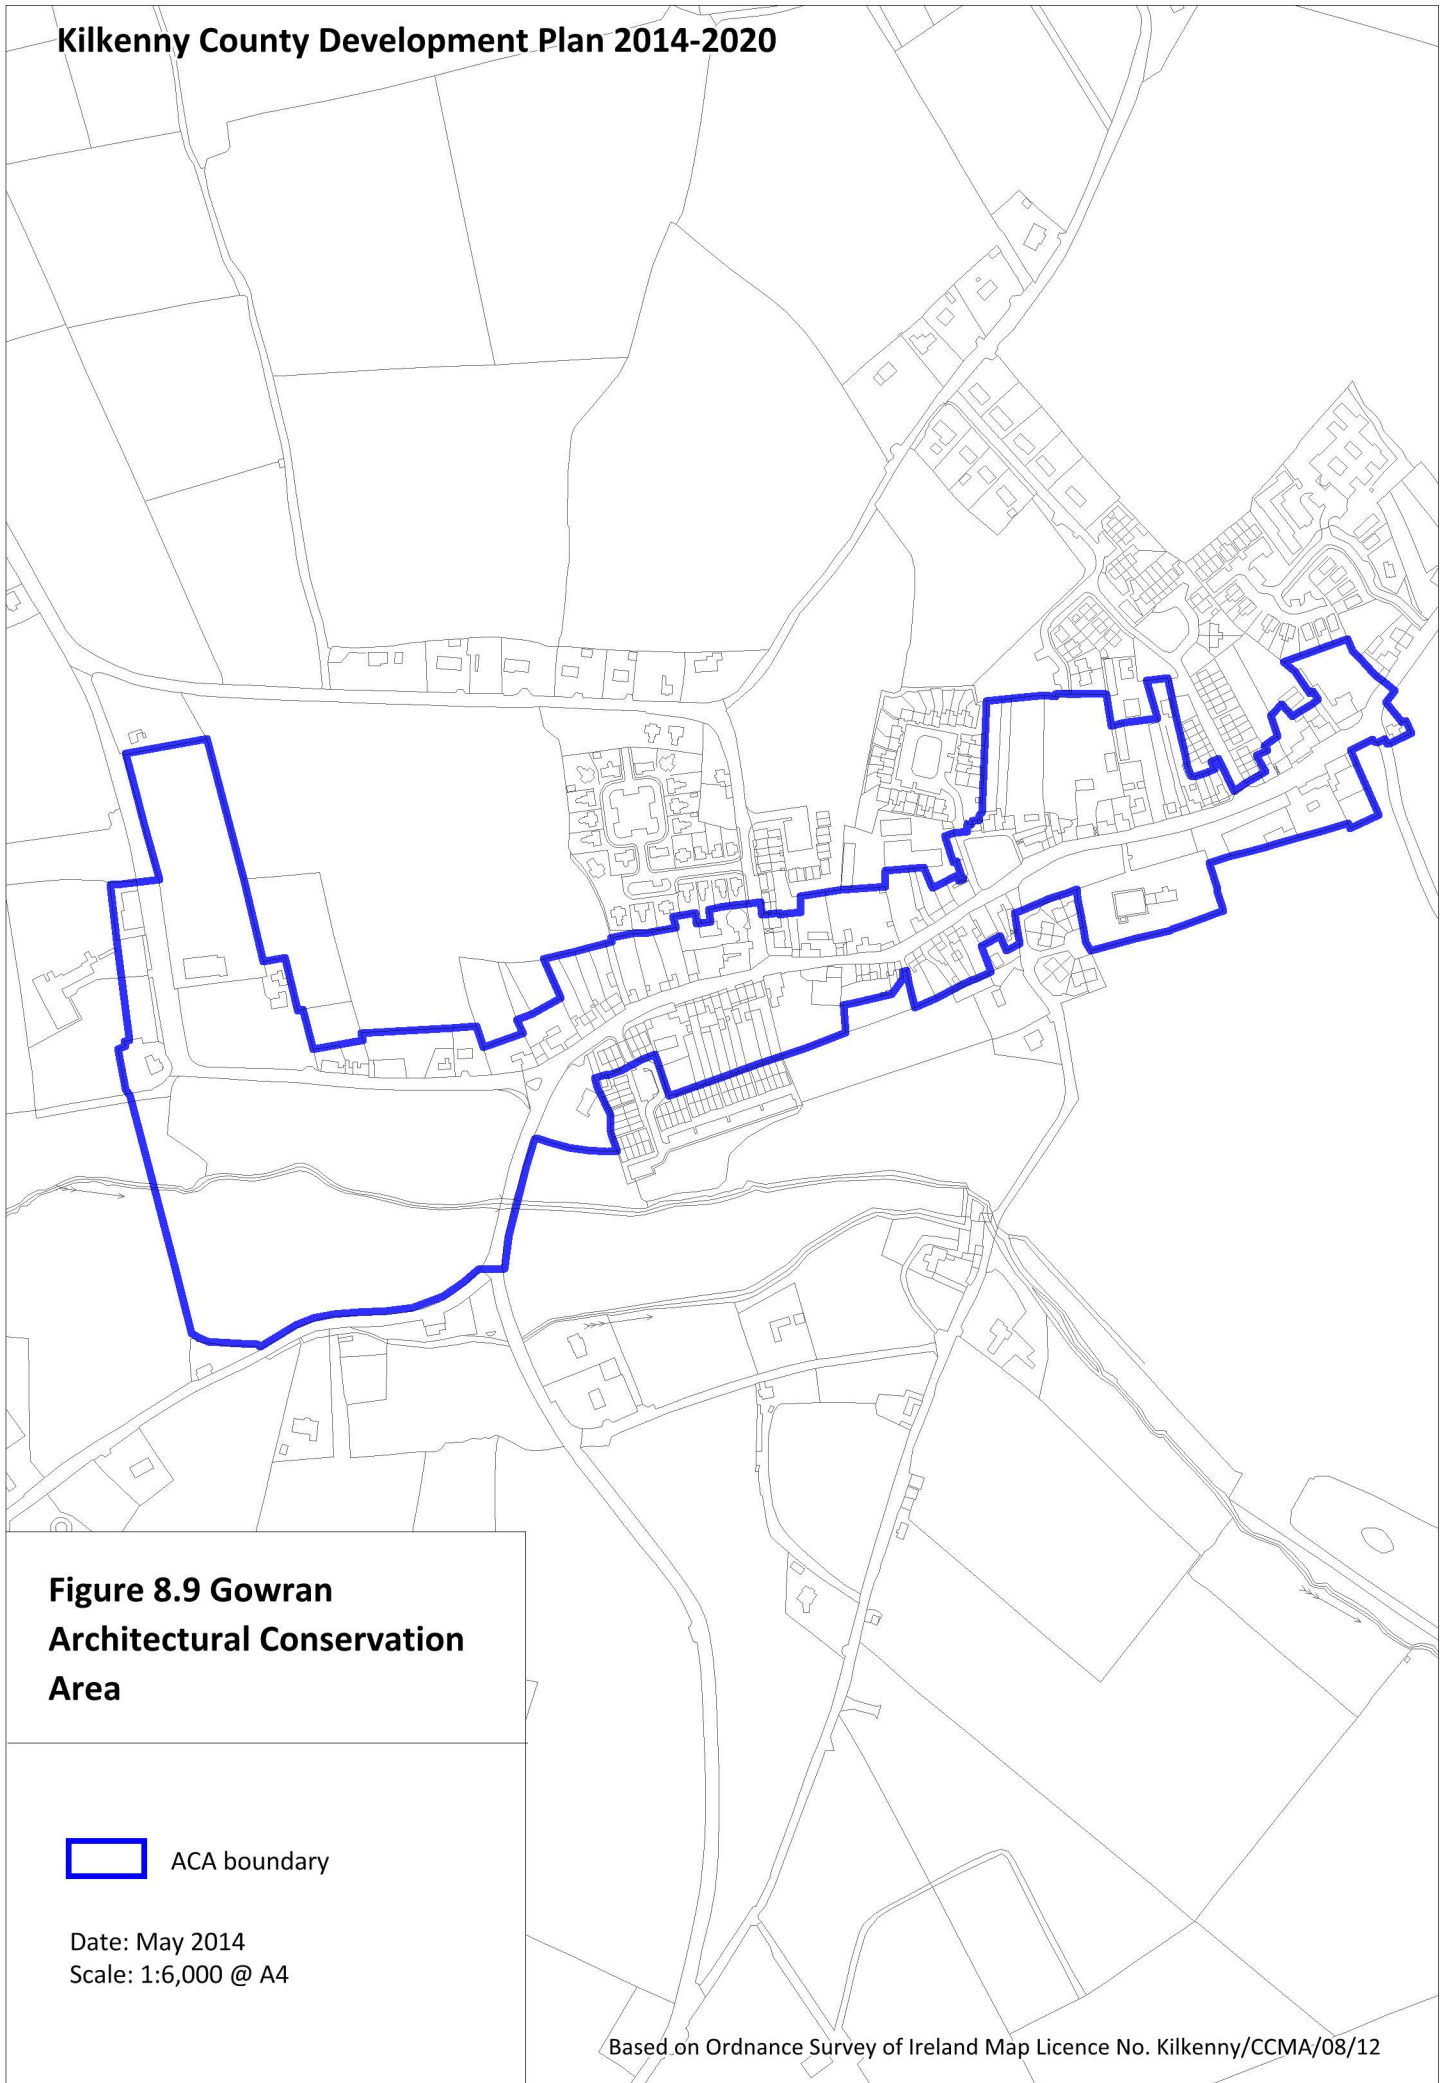 Kilkenny County Development Plan 2014-2020
Figure 8.9 Gowran
Architectural Conservation
Area
ACA boundary
Date: May 2014
Scale: 1:6,000 @ A4
Based on Ordnance Survey of Ireland Map Licence No. Kilkenny/CCMA/08/12